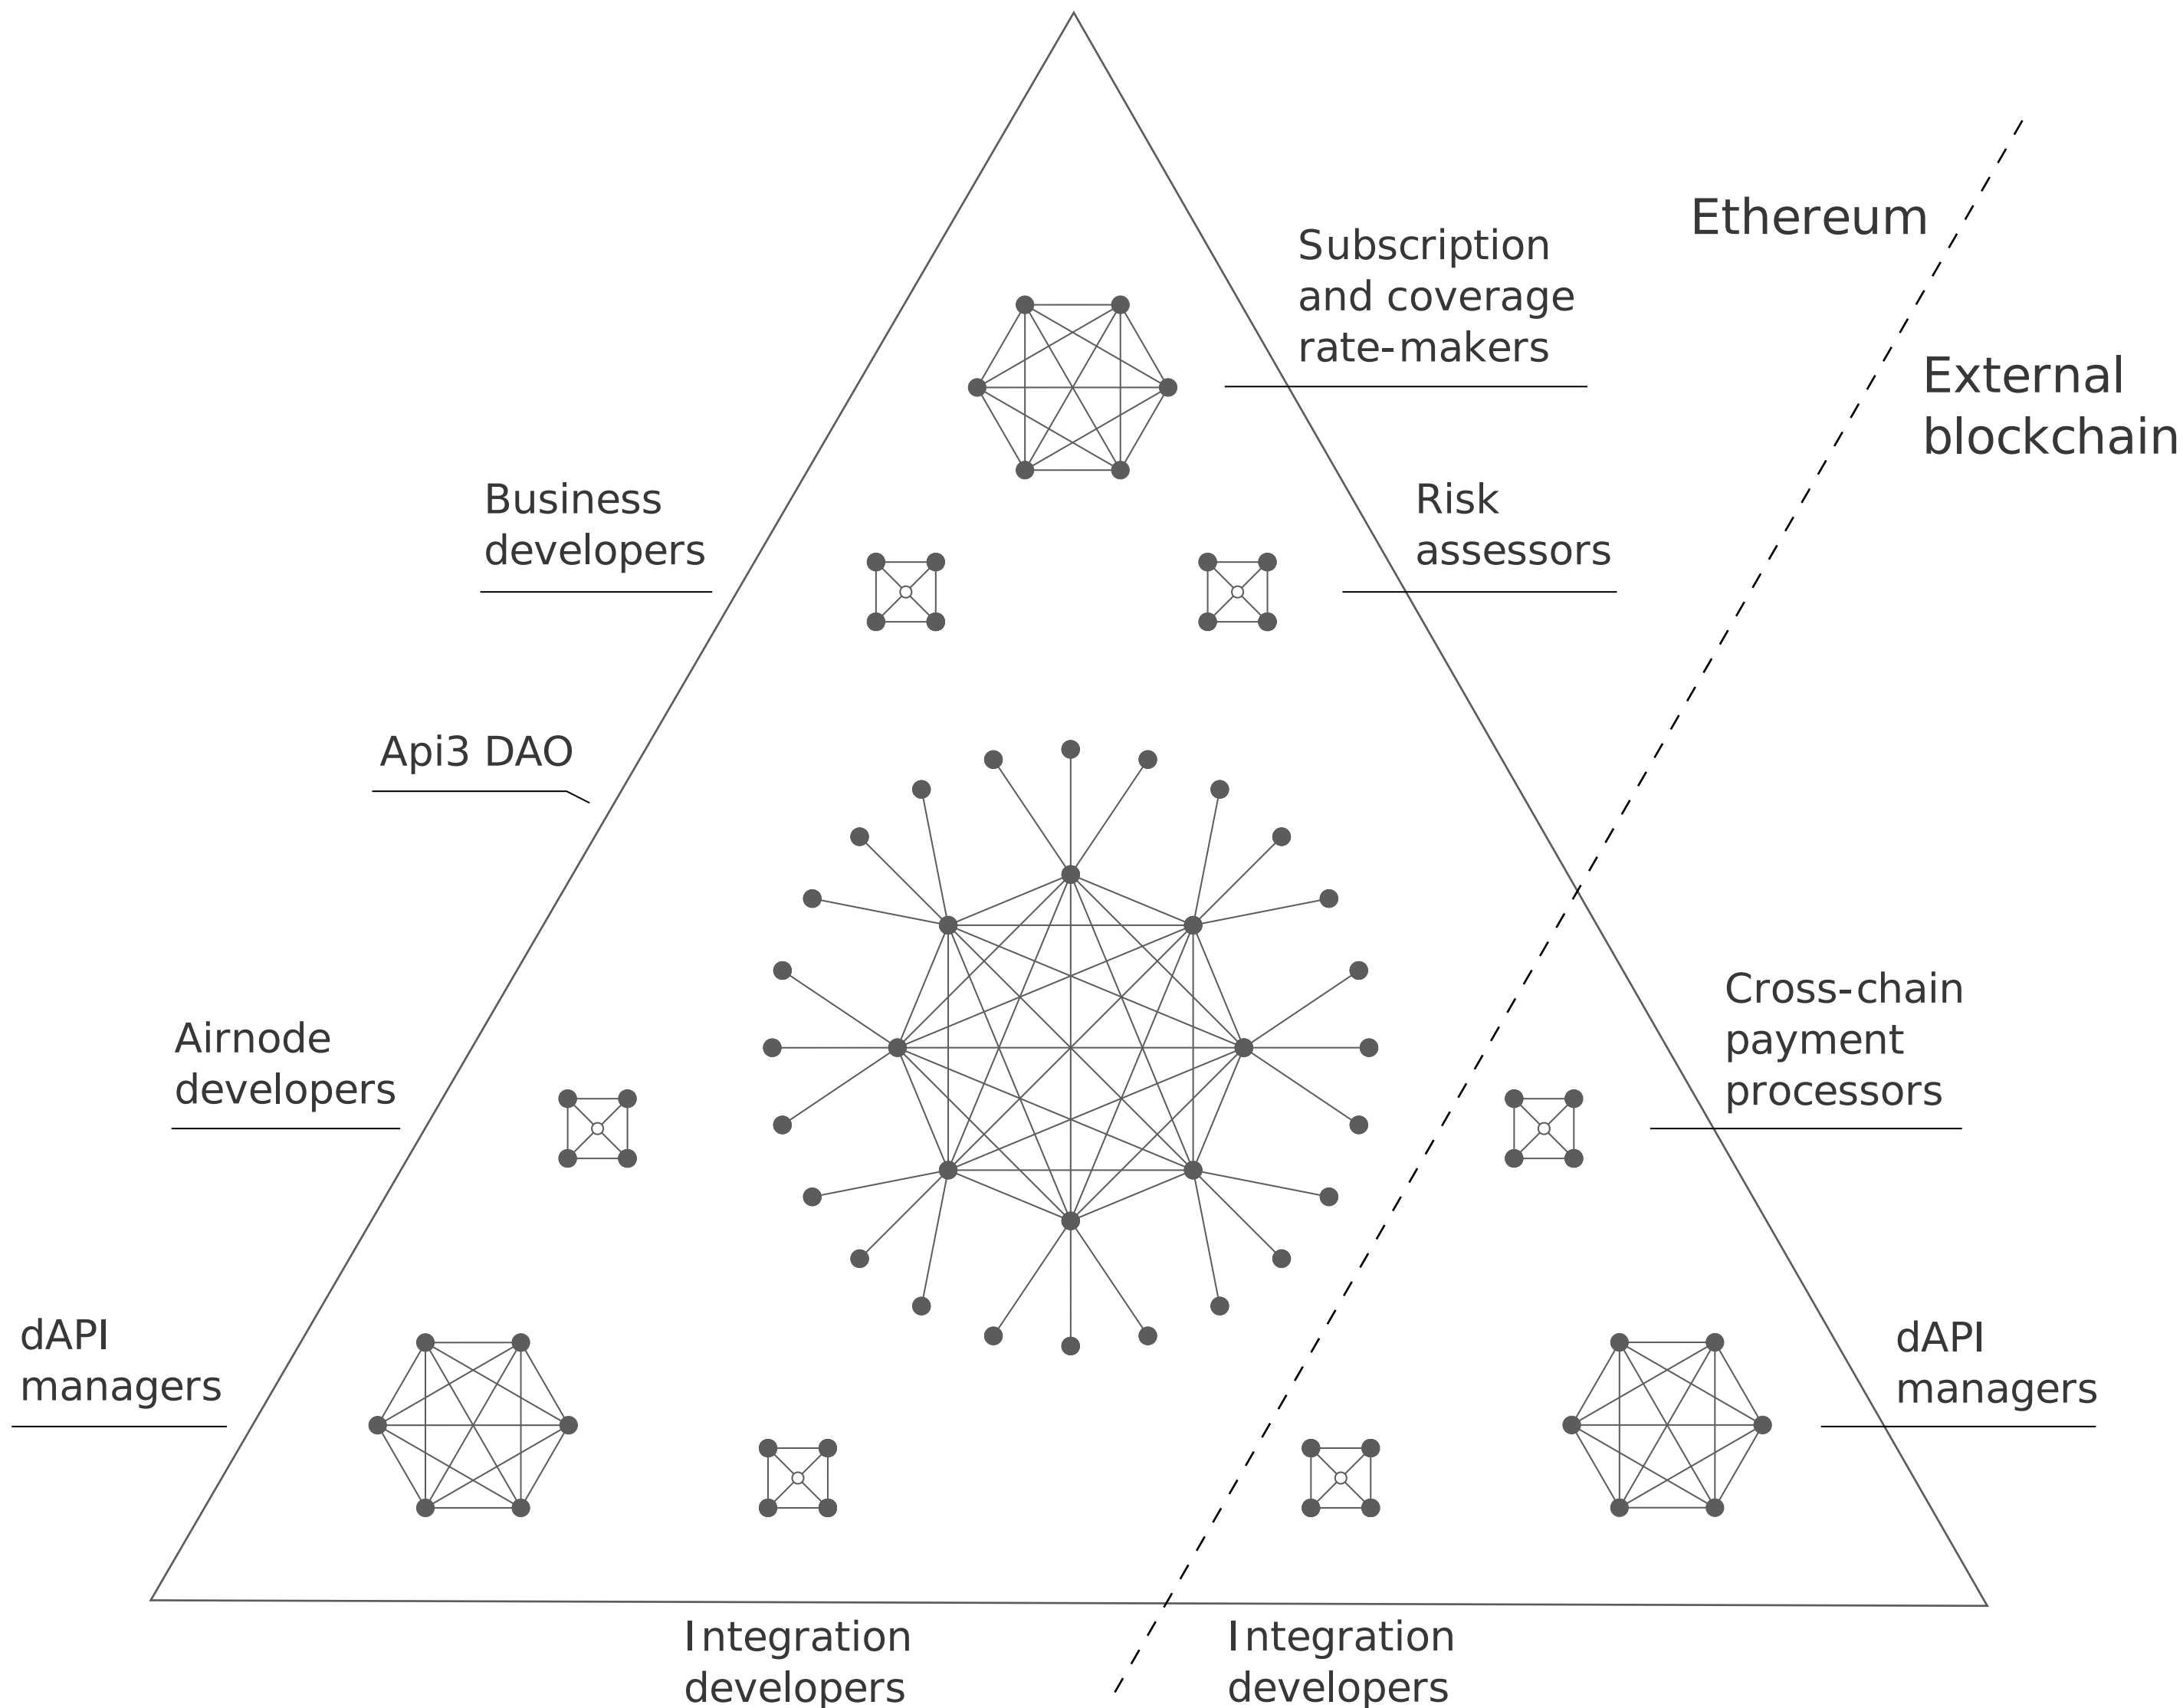 Ethereum
Subscription
and coverage
rate-makers
External
blockchain
Business
developers
Risk
assessors
Api3 DAO
Cross-chain
payment
processors
Airnode
developers
dAPI
managers
dAPI
managers
Integration
developers
Integration
developers